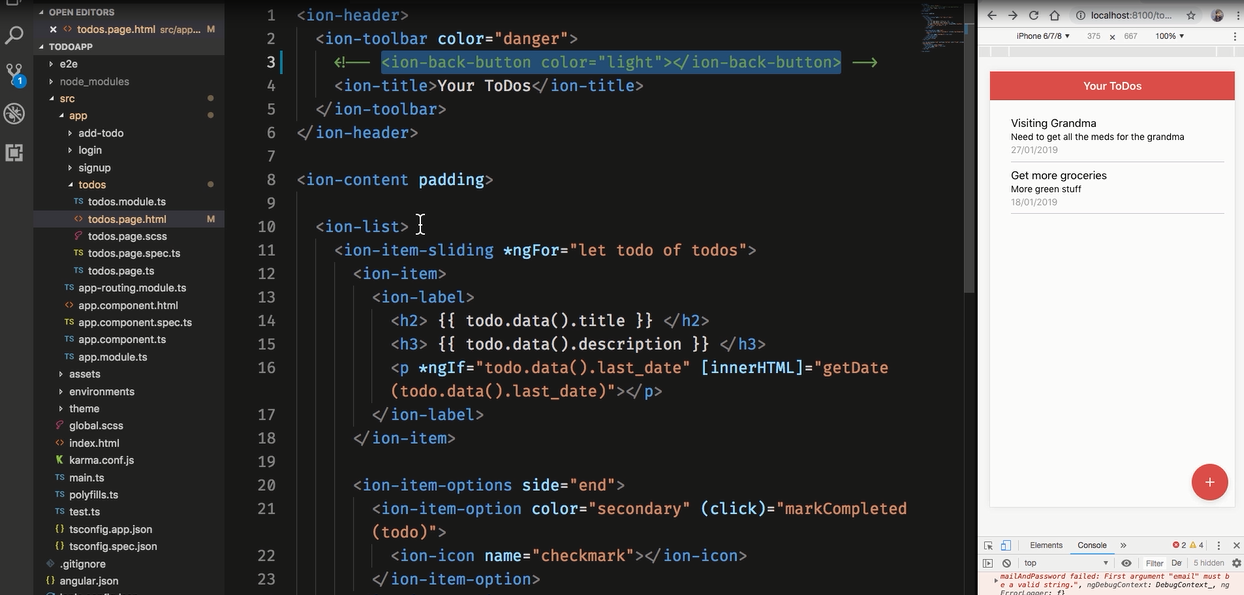 OPEN EDITORS
todos.page.html src/app... M
TODOAPP
e2e
node_modules
src
app
add-todo
login
signup
todos
TS todos.module.ts
<> todos.page.html M
todos.page.scss
TS todos.page.spec.ts
TS todos.page.ts
TS app-routing.module.ts
<> app.component.html
TS app.component.spec.ts
TS app.component.ts
TS app.module.ts
assets
environments
theme
global.scss
<> index.html
karma.conf.js
TS main.ts
TS polyfills.ts
TS test.ts
{} tsconfig.app.json
{} tsconfig.spec.json
.gitignore
{} angular.json
1
1 <ion-header>
2 <ion-toolbar color="danger">
3 <!-- <ion-back-button color="light"></ion-back-button> -->
4 <ion-title>Your ToDos</ion-title>
5 </ion-toolbar>
6 </ion-header>
7
8 <ion-content padding>
9
10 <ion-list>
11 <ion-item-sliding *ngFor="let todo of todos">
12 <ion-item>
13 <ion-label>
14 <h2> {{ todo.data().title }} </h2>
15 <h3> {{ todo.data().description }} </h3>
16 <p *ngIf="todo.data().last_date" [innerHTML]="getDate
(todo.data().last_date)"></p>
17 </ion-label>
18 </ion-item>
19
20 <ion-item-options side="end">
21 <ion-item-option color="secondary" (click)="markCompleted
(todo)">
22 <ion-icon name="checkmark"></ion-icon>
23 </ion-item-option>
localhost:8100/to...
iPhone 6/7/8 375 × 667 100%
Your ToDos
Visiting Grandma
Need to get all the meds for the grandma
27/01/2019
Get more groceries
More green stuff
18/01/2019
+
Elements Console » 2 4
top Filter De 5 hidden
mailAndPassword failed: First argument "email" must b
e a valid string.", ngDebugContext: DebugContext_, ng
ErrorLogger: f}